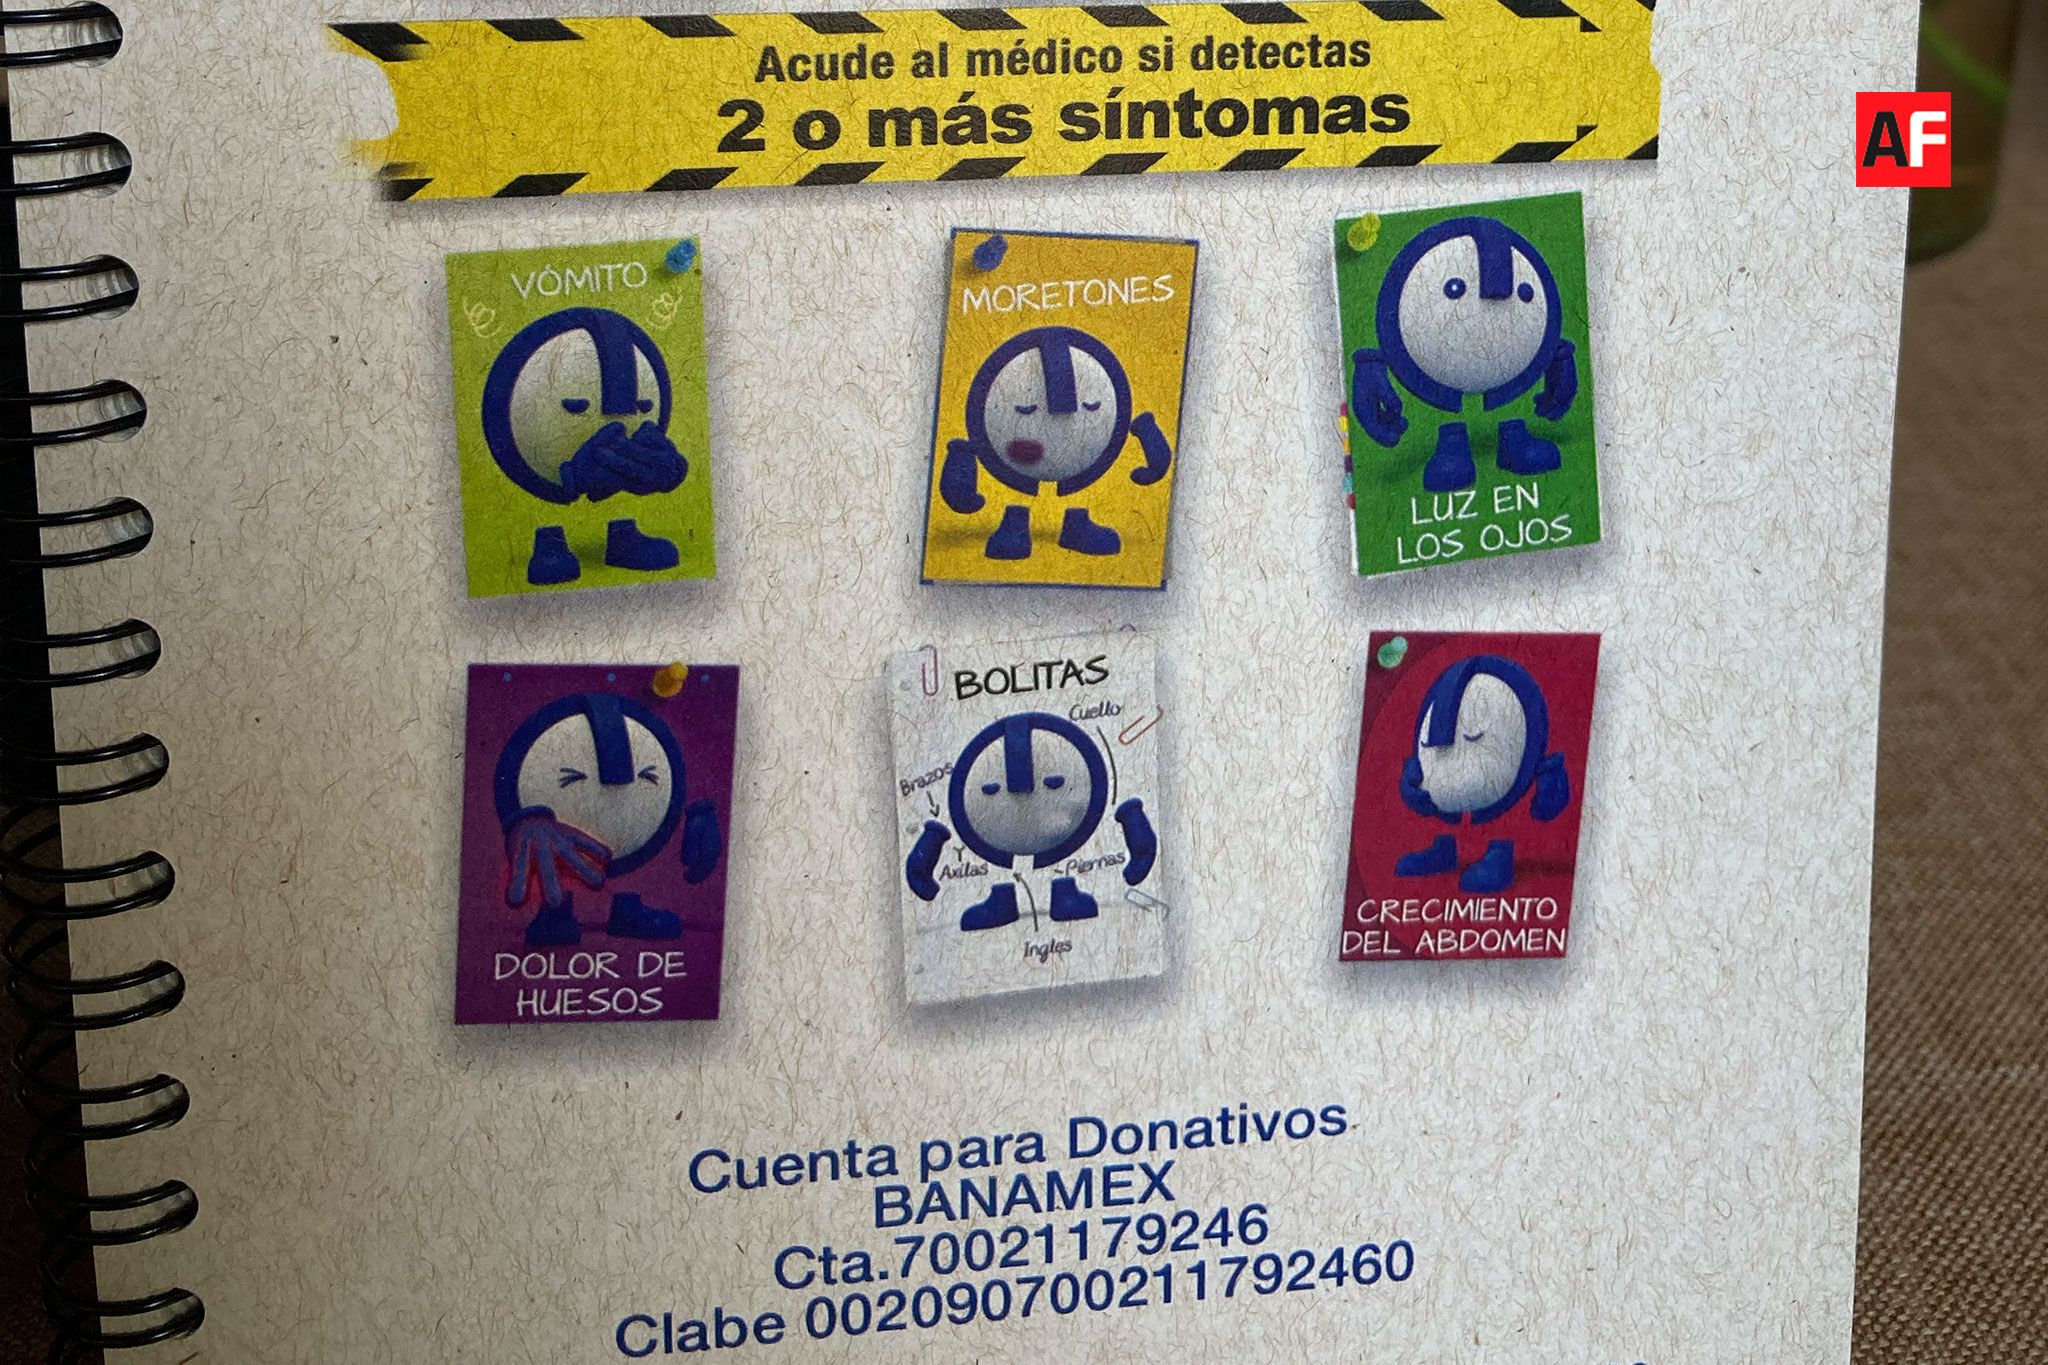 Acude al médico si detectas
2 o más síntomas
AF
VÓMITO
MORETONES
LUZ EN
LOS OJOS
DOLOR DE
HUESOS
BOLITAS
Cuello
Brazos
Y
Axilas
Piernas
Ingles
CRECIMIENTO
DEL ABDOMEN
Cuenta para Donativos
BANAMEX
Cta.70021179246
Clabe 002090700211792460